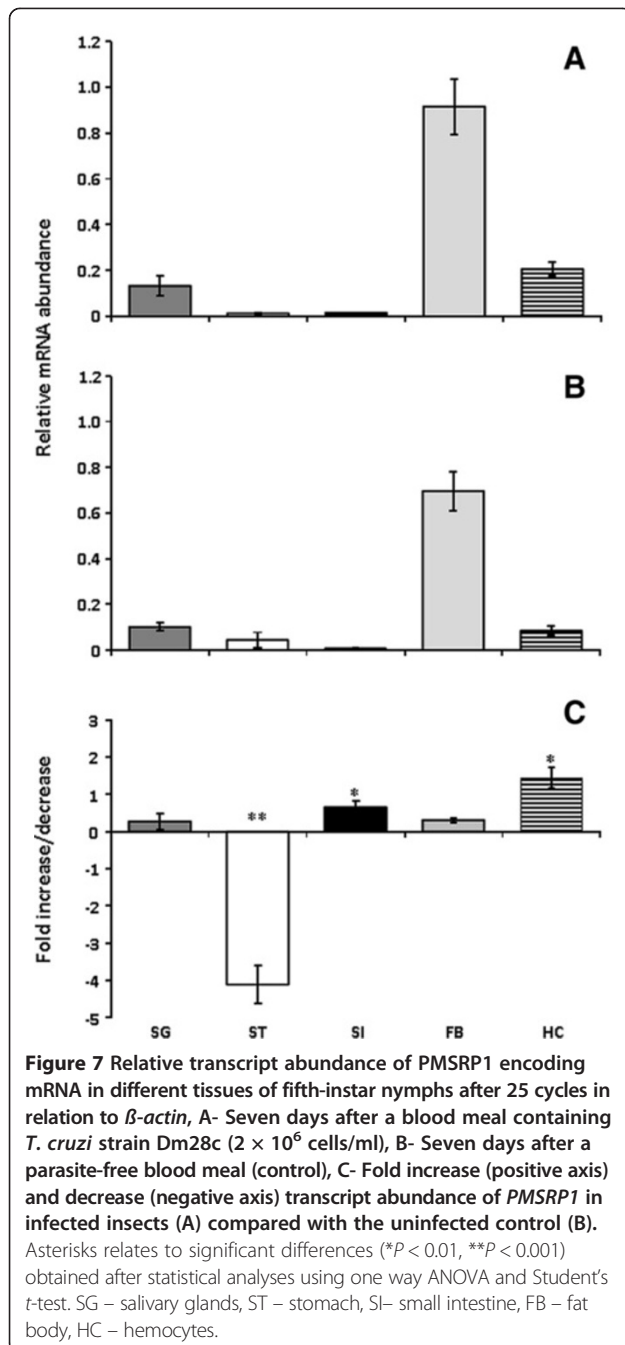 A
1.2
1.0
0.8
0.6
0.4
0.2
0
Relative mRNA abundance
B
1.2
1.0
0.8
0.6
0.4
0.2
0
C
3
2
1
0
-1
-2
-3
-4
-5
Fold increase/decrease
**
*
*
SG ST SI FB HC
Figure 7 Relative transcript abundance of PMSRP1 encoding
mRNA in different tissues of fifth-instar nymphs after 25 cycles in
relation to ß-actin, A- Seven days after a blood meal containing
T. cruzi strain Dm28c (2 × 10⁶ cells/ml), B- Seven days after a
parasite-free blood meal (control), C- Fold increase (positive axis)
and decrease (negative axis) transcript abundance of PMSRP1 in
infected insects (A) compared with the uninfected control (B).
Asterisks relates to significant differences (*P < 0.01, **P < 0.001)
obtained after statistical analyses using one way ANOVA and Student's
t-test. SG – salivary glands, ST – stomach, SI– small intestine, FB – fat
body, HC – hemocytes.